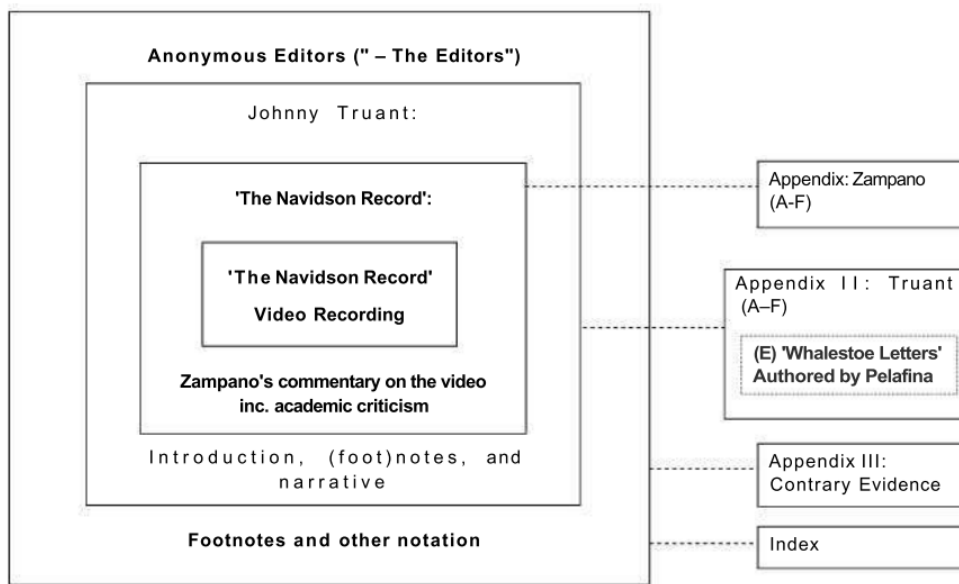 Anonymous Editors (" – The Editors")
Johnny Truant:
'The Navidson Record':
'The Navidson Record'
Video Recording
Zampano's commentary on the video
inc. academic criticism
Introduction, (foot)notes, and
narrative
Footnotes and other notation
Appendix: Zampano
(A-F)
Appendix II: Truant
(A–F)
(E) 'Whalestoe Letters'
Authored by Pelafina
Appendix III:
Contrary Evidence
Index